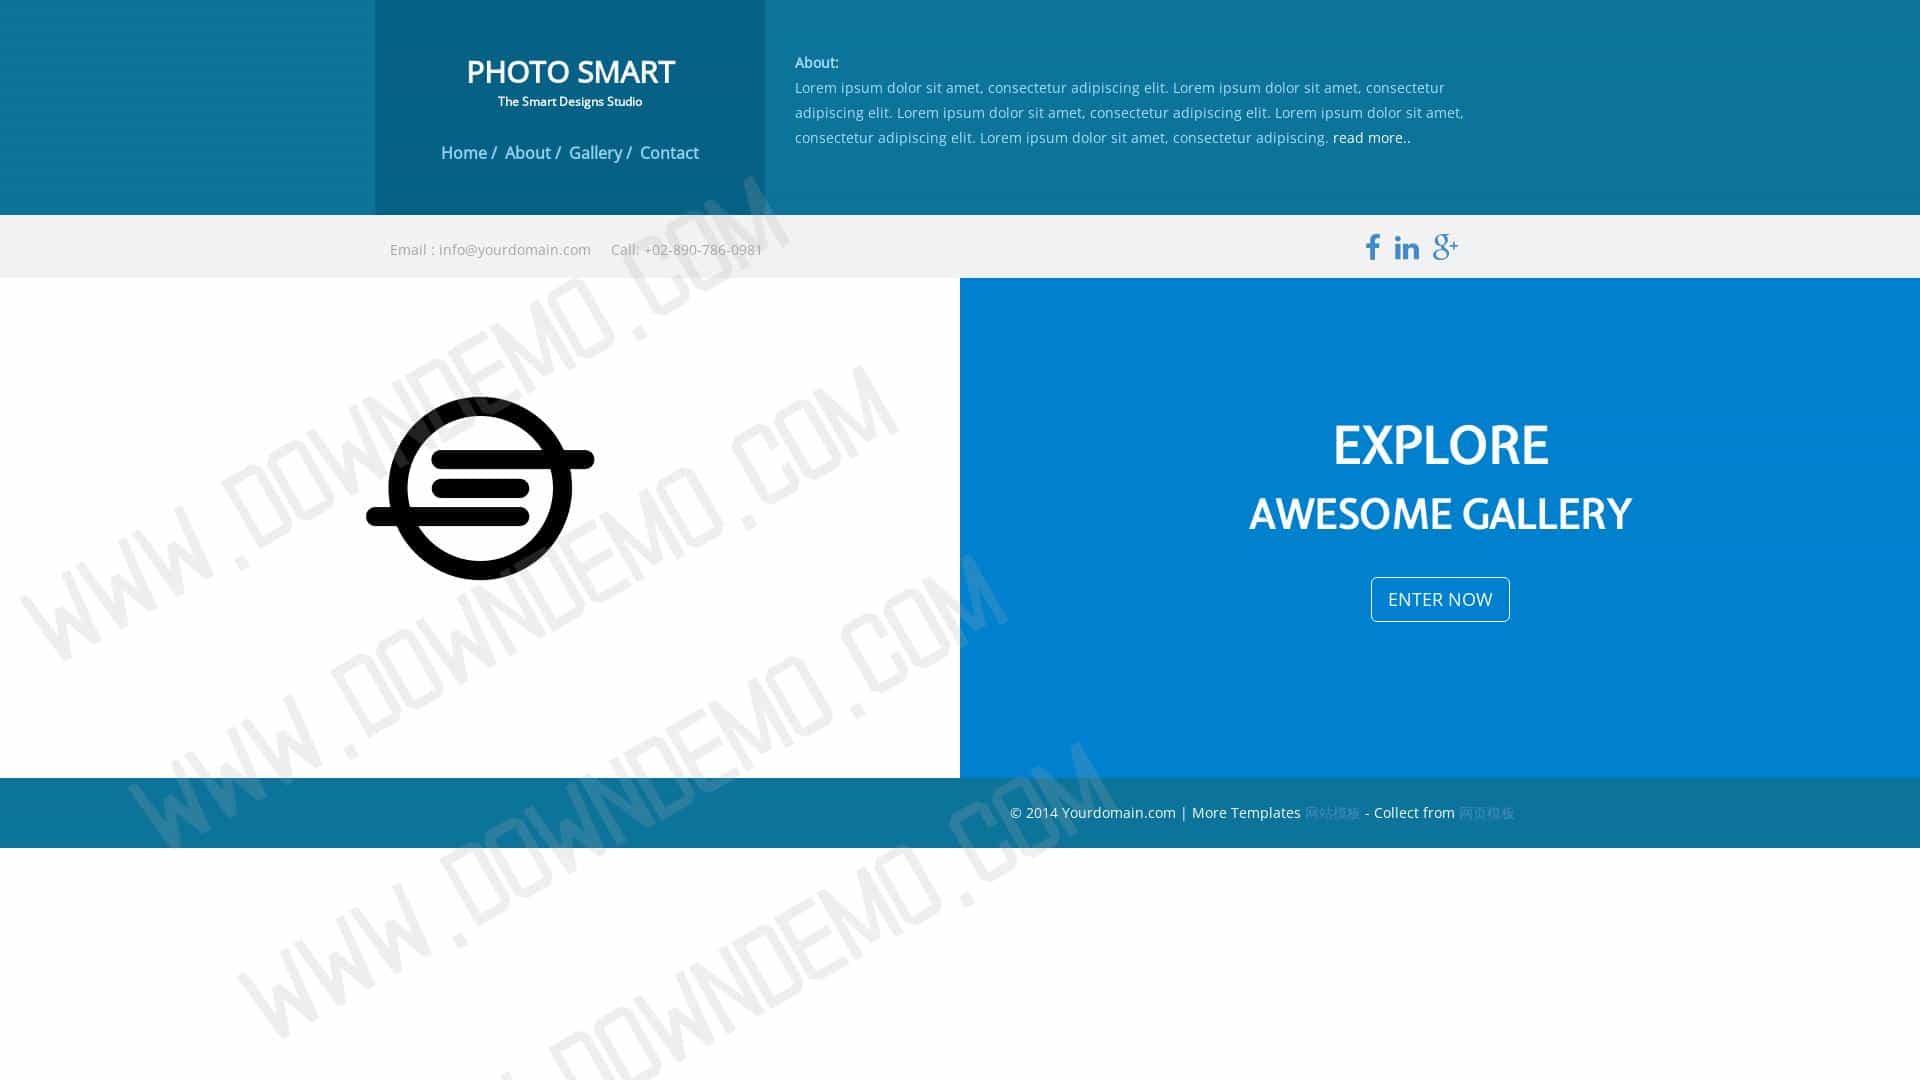 PHOTO SMART
The Smart Designs Studio
Home / About / Gallery / Contact
About:
Lorem ipsum dolor sit amet, consectetur adipiscing elit. Lorem ipsum dolor sit amet, consectetur
adipiscing elit. Lorem ipsum dolor sit amet, consectetur adipiscing elit. Lorem ipsum dolor sit amet,
consectetur adipiscing elit. Lorem ipsum dolor sit amet, consectetur adipiscing. read more..
Email : info@yourdomain.com Call: +02-890-786-0981
EXPLORE
AWESOME GALLERY
ENTER NOW
© 2014 Yourdomain.com | More Templates 网站模板 - Collect from 网页模板
WWW.DOWNDEMO.COM
WWW.DOWNDEMO.COM
WWW.DOWNDEMO.COM
DOWNDEMO.COM